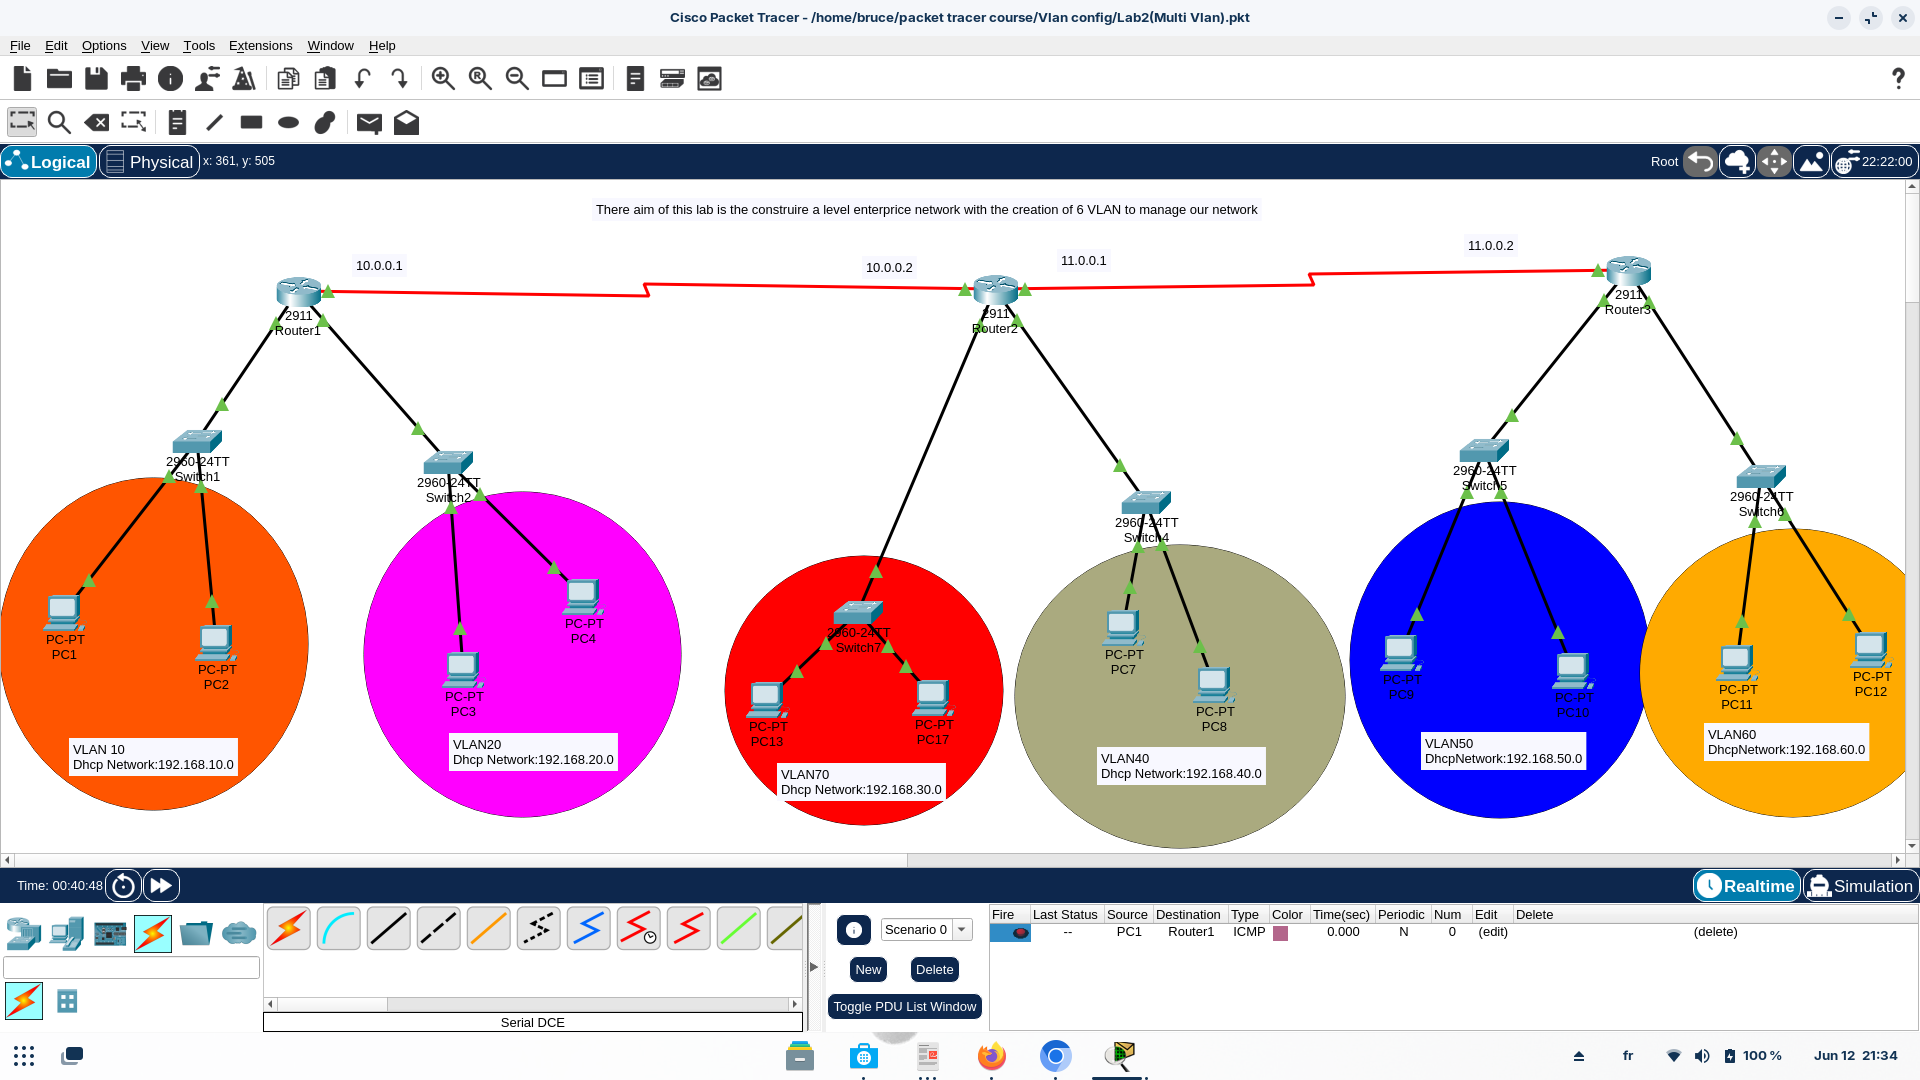 Cisco Packet Tracer - /home/bruce/packet tracer course/Vlan config/Lab2(Multi Vlan).pkt
File Edit Options View Tools Extensions Window Help
Logical Physical x: 361, y: 505 Root 22:22:00
There aim of this lab is the construire a level enterprice network with the creation of 6 VLAN to manage our network
10.0.0.1
10.0.0.2
11.0.0.1
11.0.0.2
2911
Router1
2911
Router2
2911
Router3
2960-24TT
Switch1
2960-24TT
Switch2
2960-24TT
Switch7
2960-24TT
Switch4
2960-24TT
Switch5
2960-24TT
Switch6
PC-PT
PC1
PC-PT
PC2
PC-PT
PC3
PC-PT
PC4
PC-PT
PC13
PC-PT
PC17
PC-PT
PC7
PC-PT
PC8
PC-PT
PC9
PC-PT
PC10
PC-PT
PC11
PC-PT
PC12
VLAN 10
Dhcp Network:192.168.10.0
VLAN20
Dhcp Network:192.168.20.0
VLAN70
Dhcp Network:192.168.30.0
VLAN40
Dhcp Network:192.168.40.0
VLAN50
DhcpNetwork:192.168.50.0
VLAN60
DhcpNetwork:192.168.60.0
Time: 00:40:48 Realtime Simulation
Scenario 0
New Delete
Toggle PDU List Window
Fire Last Status Source Destination Type Color Time(sec) Periodic Num Edit Delete
-- PC1 Router1 ICMP 0.000 N 0 (edit) (delete)
Serial DCE
fr 100 % Jun 12 21:34